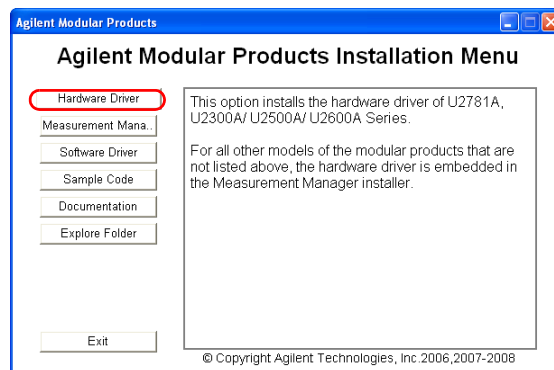 Agilent Modular Products
Agilent Modular Products Installation Menu
Hardware Driver
Measurement Mana..
Software Driver
Sample Code
Documentation
Explore Folder
Exit
This option installs the hardware driver of U2781A,
U2300A/ U2500A/ U2600A Series.
For all other models of the modular products that are
not listed above, the hardware driver is embedded in
the Measurement Manager installer.
© Copyright Agilent Technologies, Inc.2006,2007-2008